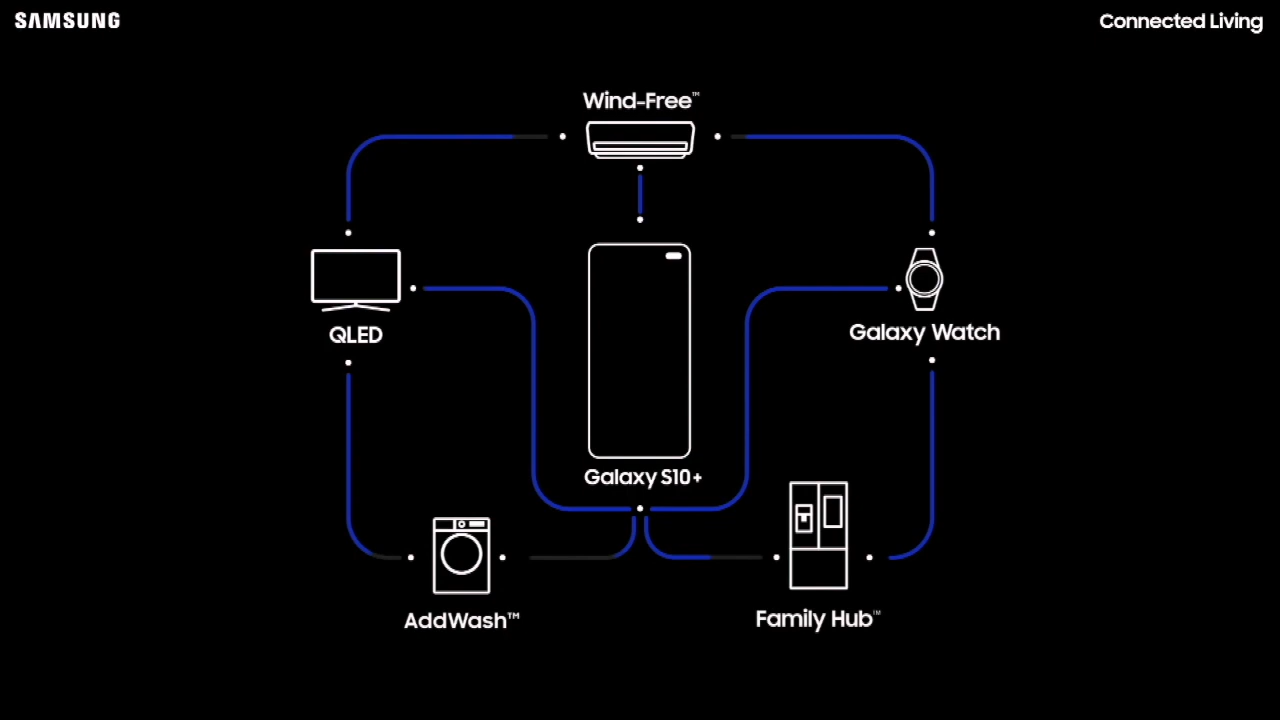 SAMSUNG
Connected Living
Wind-Free™
QLED
Galaxy Watch
Galaxy S10+
AddWash™
Family Hub™